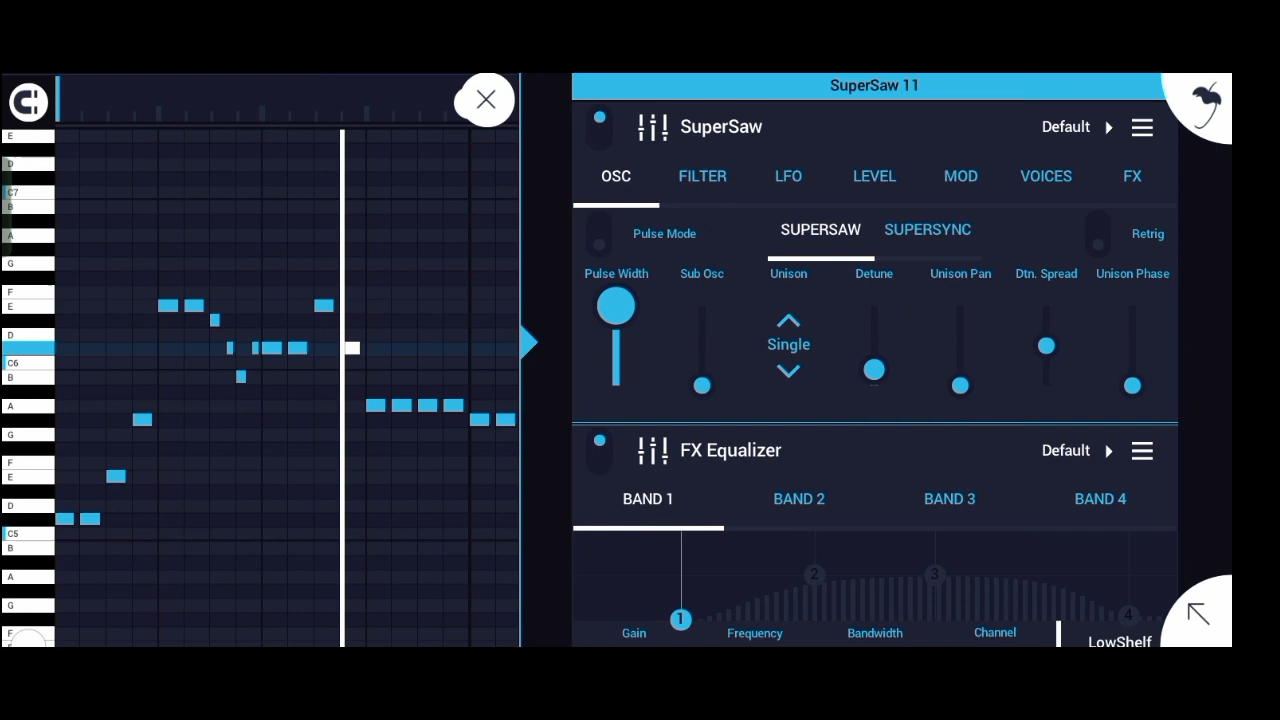 SuperSaw 11
SuperSaw
Default
OSC
FILTER
LFO
LEVEL
MOD
VOICES
FX
Pulse Mode
SUPERSAW
SUPERSYNC
Retrig
Pulse Width
Sub Osc
Unison
Detune
Unison Pan
Dtn. Spread
Unison Phase
Single
FX Equalizer
Default
BAND 1
BAND 2
BAND 3
BAND 4
1
2
3
4
Gain
Frequency
Bandwidth
Channel
LowShelf
E
D
C7
B
A
G
F
E
D
C6
B
A
G
F
E
D
C5
B
A
G
F